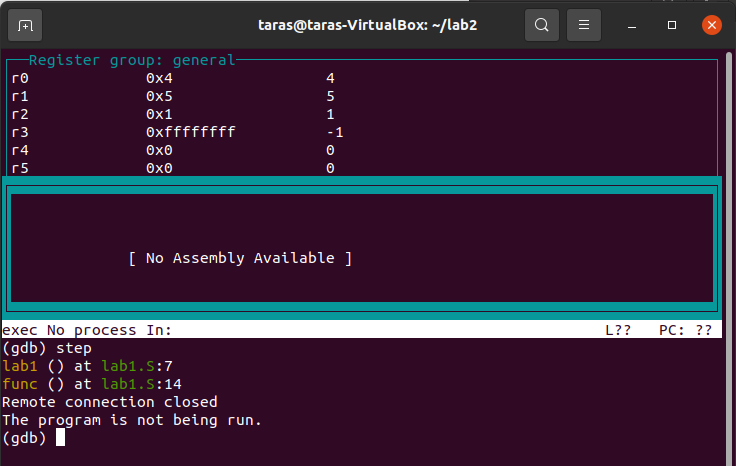 taras@taras-VirtualBox: ~/lab2
Register group: general
r0 0x4 4
r1 0x5 5
r2 0x1 1
r3 0xffffffff -1
r4 0x0 0
r5 0x0 0
[ No Assembly Available ]
exec No process In: L?? PC: ??
(gdb) step
lab1 () at lab1.S:7
func () at lab1.S:14
Remote connection closed
The program is not being run.
(gdb)